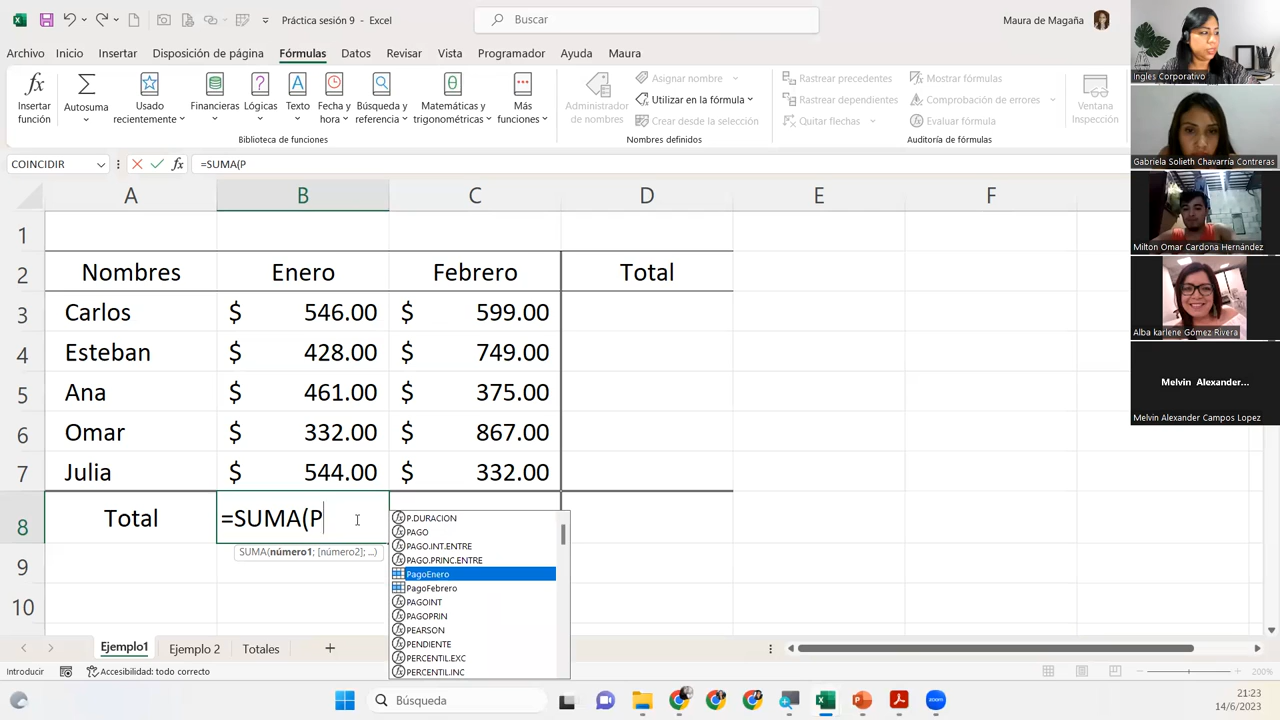 Práctica sesión 9 - Excel
Buscar
Maura de Magaña
Archivo Inicio Insertar Disposición de página Fórmulas Datos Revisar Vista Programador Ayuda Maura
Insertar función
Autosuma
Usado recientemente
Financieras
Lógicas
Texto
Fecha y hora
Búsqueda y referencia
Matemáticas y trigonométricas
Más funciones
Biblioteca de funciones
Administrador de nombres
Asignar nombre
Utilizar en la fórmula
Crear desde la selección
Nombres definidos
Rastrear precedentes
Rastrear dependientes
Quitar flechas
Mostrar fórmulas
Comprobación de errores
Evaluar fórmula
Auditoría de fórmulas
Ventana Inspección
COINCIDIR
fx
=SUMA(P
A B C D E F
1
2 Nombres Enero Febrero Total
3 Carlos $ 546.00 $ 599.00
4 Esteban $ 428.00 $ 749.00
5 Ana $ 461.00 $ 375.00
6 Omar $ 332.00 $ 867.00
7 Julia $ 544.00 $ 332.00
8 Total =SUMA(P
9
10
SUMA(número1; [número2]; ...)
P.DURACION
PAGO
PAGO.INT.ENTRE
PAGO.PRINC.ENTRE
PagoEnero
PagoFebrero
PAGOINT
PAGOPRIN
PEARSON
PENDIENTE
PERCENTIL.EXC
PERCENTIL.INC
Ejemplo1 Ejemplo 2 Totales
Introducir
Accesibilidad: todo correcto
200%
Búsqueda
21:23
14/6/2023
Ingles Corporativo
Gabriela Solieth Chavarría Contreras
Milton Omar Cardona Hernández
Alba karlene Gómez Rivera
Melvin Alexander...
Melvin Alexander Campos Lopez